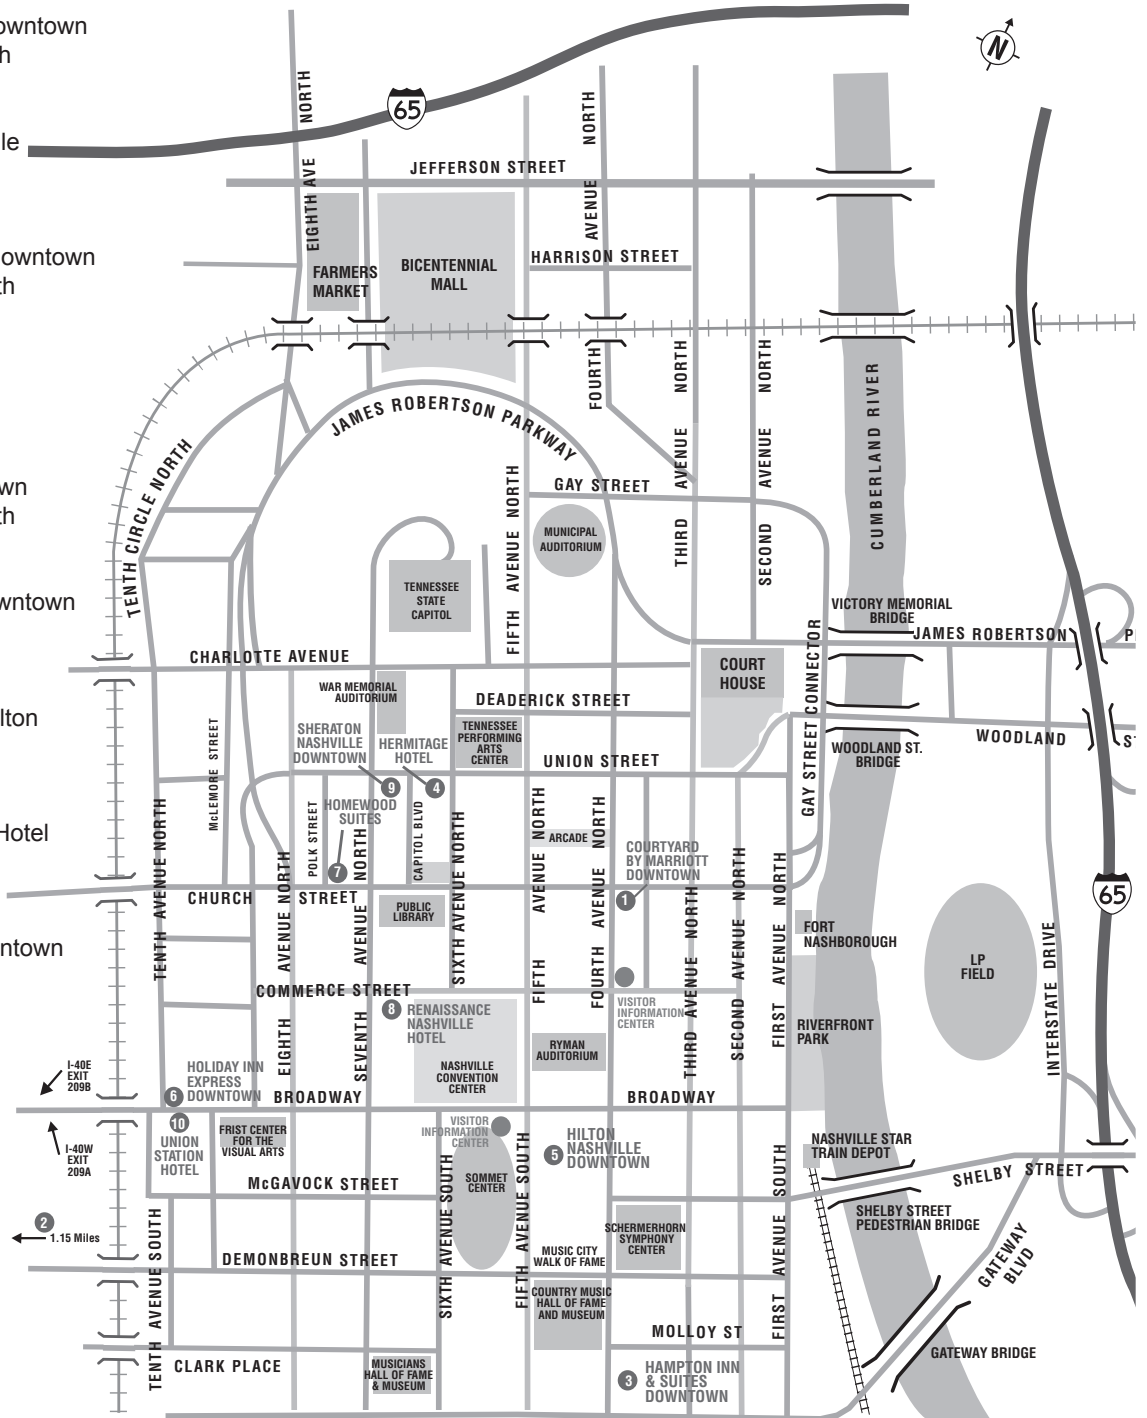 owntown
h
le
owntown
th
wn
th
wntown
lton
Hotel
ntown
N
65
NORTH
EIGHTH AVE
JEFFERSON STREET
AVENUE NORTH
HARRISON STREET
FARMERS
MARKET
BICENTENNIAL
MALL
FOURTH
NORTH
NORTH
CUMBERLAND RIVER
JAMES ROBERTSON PARKWAY
TENTH CIRCLE NORTH
GAY STREET
AVENUE
AVENUE
THIRD
SECOND
FIFTH AVENUE NORTH
MUNICIPAL
AUDITORIUM
TENNESSEE
STATE
CAPITOL
VICTORY MEMORIAL
BRIDGE
JAMES ROBERTSON P
CHARLOTTE AVENUE
COURT
HOUSE
GAY STREET CONNECTOR
WAR MEMORIAL
AUDITORIUM
DEADERICK STREET
TENNESSEE
PERFORMING
ARTS
CENTER
SHERATON
NASHVILLE
DOWNTOWN
HERMITAGE
HOTEL
9
4
UNION STREET
WOODLAND ST
WOODLAND ST.
BRIDGE
McLEMORE STREET
HOMEWOOD
SUITES
7
POLK STREET
CAPITOL BLVD
ARCADE
COURTYARD
BY MARRIOTT
DOWNTOWN
1
65
CHURCH STREET
PUBLIC
LIBRARY
TENTH AVENUE NORTH
EIGHTH AVENUE NORTH
SEVENTH AVENUE NORTH
SIXTH AVENUE NORTH
FIFTH AVENUE NORTH
FOURTH AVENUE NORTH
THIRD AVENUE NORTH
SECOND AVENUE NORTH
FIRST AVENUE NORTH
FORT
NASHBOROUGH
LP
FIELD
INTERSTATE DRIVE
COMMERCE STREET
8
RENAISSANCE
NASHVILLE
HOTEL
VISITOR
INFORMATION
CENTER
RIVERFRONT
PARK
RYMAN
AUDITORIUM
NASHVILLE
CONVENTION
CENTER
I-40E
EXIT
209B
HOLIDAY INN
EXPRESS
DOWNTOWN
6
BROADWAY
BROADWAY
10
UNION
STATION
HOTEL
FRIST CENTER
FOR THE
VISUAL ARTS
VISITOR
INFORMATION
CENTER
5
HILTON
NASHVILLE
DOWNTOWN
NASHVILLE STAR
TRAIN DEPOT
I-40W
EXIT
209A
SOMMET
CENTER
McGAVOCK STREET
SHELBY STREET
SHELBY STREET
PEDESTRIAN BRIDGE
2
1.15 Miles
SCHERMERHORN
SYMPHONY
CENTER
MUSIC CITY
WALK OF FAME
DEMONBREUN STREET
TENTH AVENUE SOUTH
SIXTH AVENUE SOUTH
FIFTH AVENUE SOUTH
FIRST AVENUE SOUTH
GATEWAY
BLVD
COUNTRY MUSIC
HALL OF FAME
AND MUSEUM
MOLLOY ST
GATEWAY BRIDGE
CLARK PLACE
MUSICIANS
HALL OF FAME
& MUSEUM
3
HAMPTON INN
& SUITES
DOWNTOWN